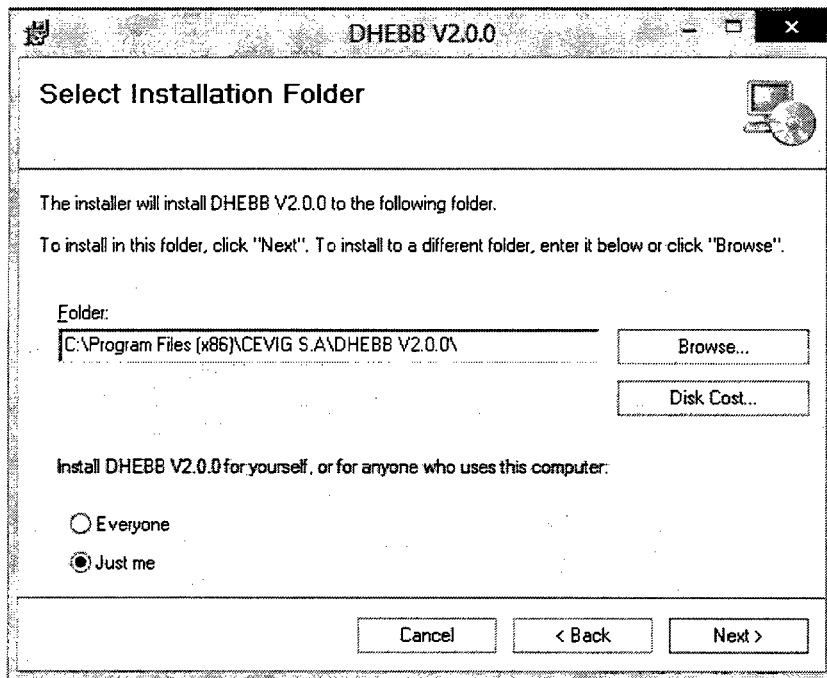 DHEBB V2.0.0
Select Installation Folder
The installer will install DHEBB V2.0.0 to the following folder.
To install in this folder, click "Next". To install to a different folder, enter it below or click "Browse".
Folder:
C:\Program Files (x86)\CEVIG S.A\DHEBB V2.0.0\
Browse...
Disk Cost...
Install DHEBB V2.0.0 for yourself, or for anyone who uses this computer:
Everyone
Just me
Cancel
< Back
Next >